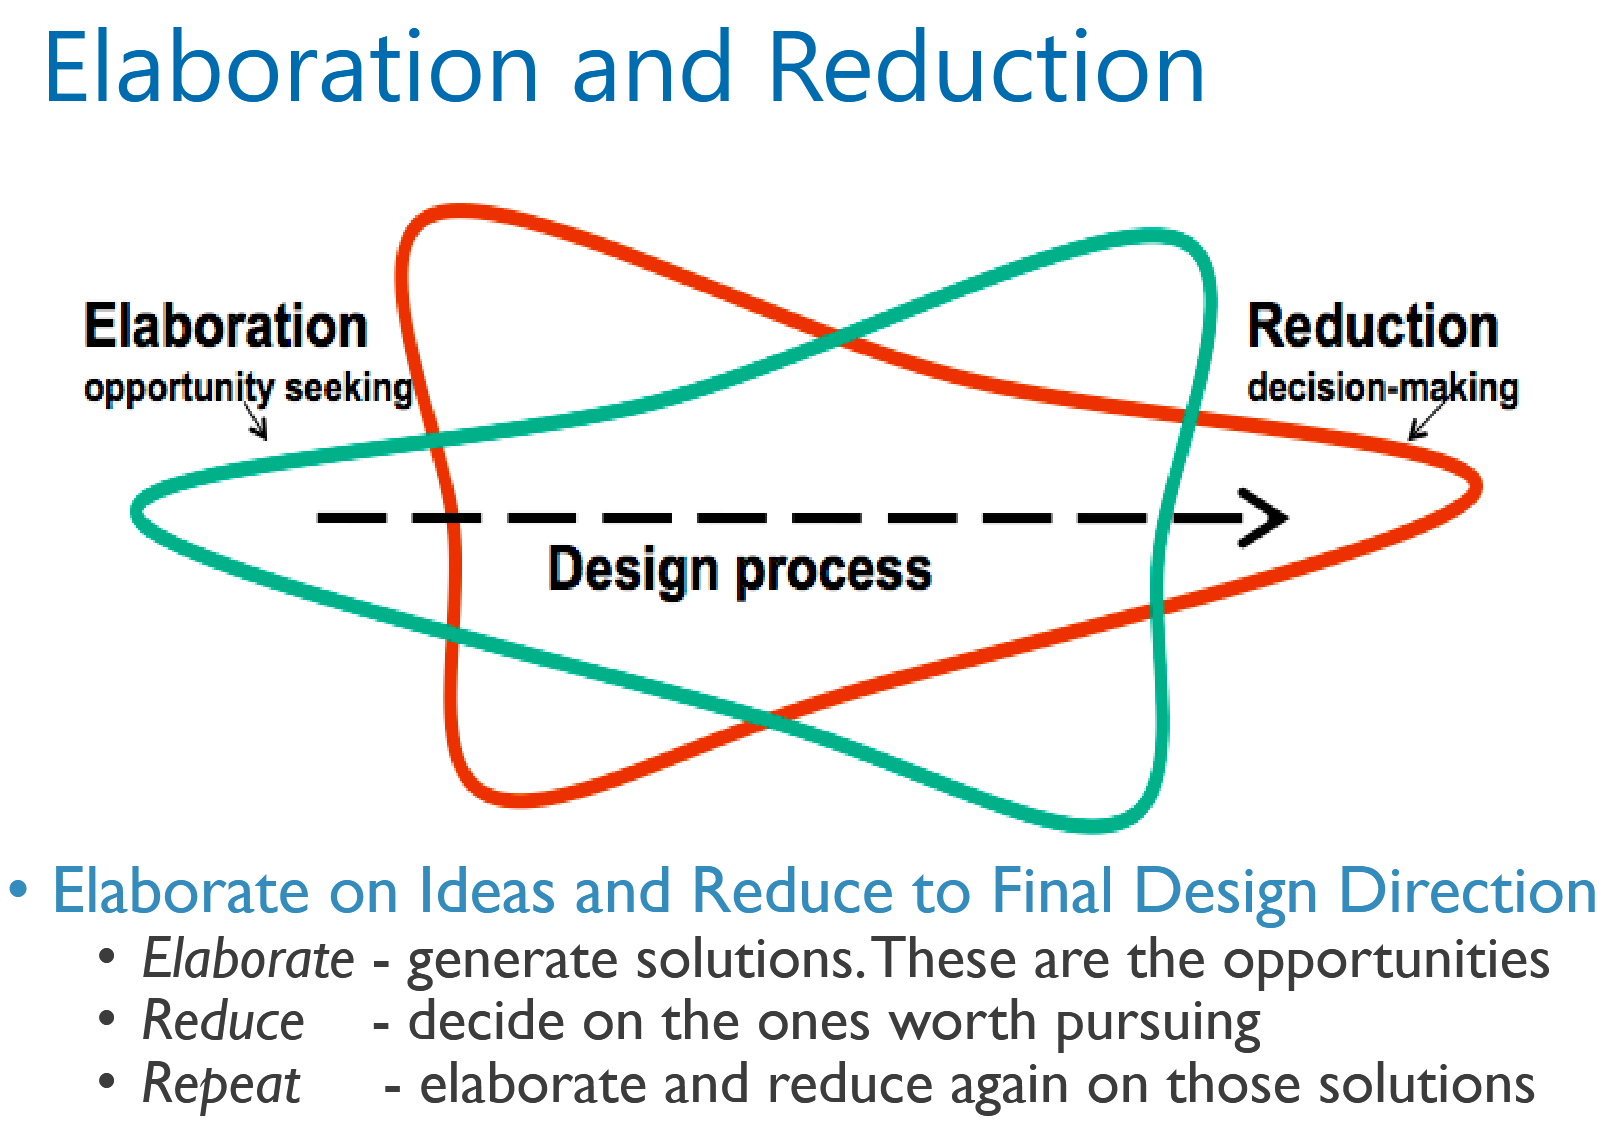 Elaboration and Reduction
Elaboration
opportunity seeking
Reduction
decision-making
Design process
• Elaborate on Ideas and Reduce to Final Design Direction
• Elaborate - generate solutions. These are the opportunities
• Reduce - decide on the ones worth pursuing
• Repeat - elaborate and reduce again on those solutions